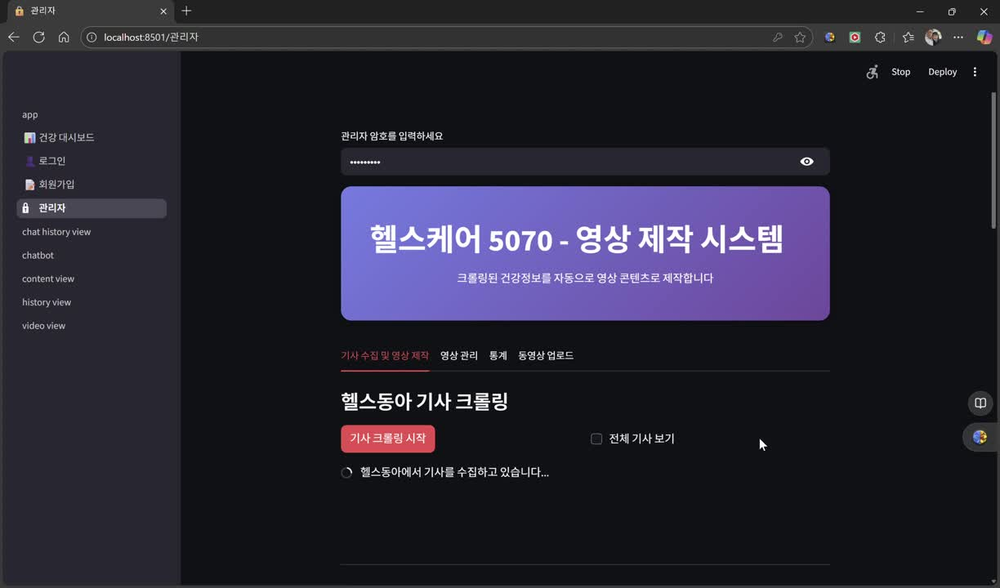 관리자
localhost:8501/관리자
Stop
Deploy
app
건강 대시보드
로그인
회원가입
관리자
chat history view
chatbot
content view
history view
video view
관리자 암호를 입력하세요
•••••••••
헬스케어 5070 - 영상 제작 시스템
크롤링된 건강정보를 자동으로 영상 콘텐츠로 제작합니다
기사 수집 및 영상 제작 영상 관리 통계 동영상 업로드
헬스동아 기사 크롤링
기사 크롤링 시작
전체 기사 보기
헬스동아에서 기사를 수집하고 있습니다...